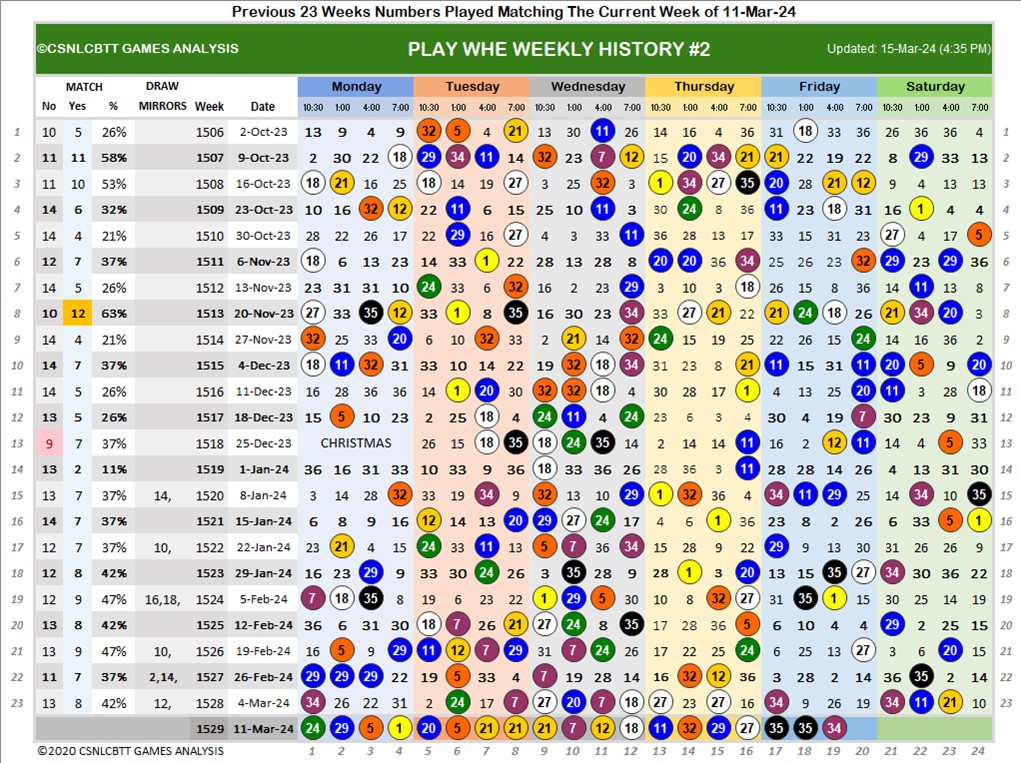 Previous 23 Weeks Numbers Played Matching The Current Week of 11-Mar-24
©CSNLCBTT GAMES ANALYSIS PLAY WHE WEEKLY HISTORY #2 Updated: 15-Mar-24 (4:35 PM)
MATCH DRAW Monday Tuesday Wednesday Thursday Friday Saturday
No Yes % MIRRORS Week Date 10:30 1:00 4:00 7:00 10:30 1:00 4:00 7:00 10:30 1:00 4:00 7:00 10:30 1:00 4:00 7:00 10:30 1:00 4:00 7:00 10:30 1:00 4:00 7:00
1 10 5 26% 1506 2-Oct-23 13 9 4 9 32 5 4 21 13 30 11 26 14 16 4 36 31 18 33 36 26 36 36 4 1
2 11 11 58% 1507 9-Oct-23 2 30 22 18 29 34 11 14 32 23 7 12 15 20 34 21 21 22 19 22 8 29 33 13 2
3 11 10 53% 1508 16-Oct-23 18 21 16 25 18 14 19 27 3 25 32 3 1 34 27 35 20 28 21 12 9 4 13 13 3
4 14 6 32% 1509 23-Oct-23 10 16 32 12 22 11 6 15 25 10 11 3 30 24 8 36 11 23 18 31 16 1 4 4 4
5 14 4 21% 1510 30-Oct-23 28 22 26 17 22 29 16 27 4 3 33 11 36 28 13 17 33 15 31 23 27 4 17 5 5
6 12 7 37% 1511 6-Nov-23 18 6 13 23 14 33 1 22 28 13 28 8 20 20 36 34 25 26 23 32 29 23 29 36 6
7 14 5 26% 1512 13-Nov-23 23 31 31 10 24 33 6 32 16 2 23 29 3 10 3 18 26 15 8 36 14 11 13 8 7
8 10 12 63% 1513 20-Nov-23 27 33 35 12 33 1 8 35 16 30 23 34 33 27 21 22 21 24 18 26 21 34 20 3 8
9 14 4 21% 1514 27-Nov-23 32 25 33 20 6 10 32 33 2 21 14 32 24 15 19 25 22 26 15 24 14 16 36 2 9
10 14 7 37% 1515 4-Dec-23 18 11 32 31 33 10 14 22 19 32 18 34 31 23 8 21 11 15 31 11 20 5 9 20 10
11 14 5 26% 1516 11-Dec-23 16 28 36 36 14 1 20 30 32 32 18 4 30 28 17 1 4 13 14 20 11 3 28 18 11
12 13 5 26% 1517 18-Dec-23 15 5 10 23 2 25 18 4 24 11 4 24 12 6 3 4 30 4 19 7 30 23 9 31 12
13 9 7 37% 1518 25-Dec-23 CHRISTMAS 26 15 18 35 18 24 35 14 2 14 14 11 16 2 12 11 14 4 5 33 13
14 13 2 11% 1519 1-Jan-24 36 16 31 33 10 33 9 36 18 33 36 26 28 36 3 11 28 28 14 26 4 13 31 30 14
15 13 7 37% 14, 1520 8-Jan-24 3 14 28 32 33 19 34 9 32 13 10 29 1 32 36 4 34 11 29 25 14 34 10 35 15
16 14 7 37% 1521 15-Jan-24 6 8 9 16 12 14 13 20 29 27 24 17 4 6 1 16 23 8 2 26 6 33 5 1 16
17 12 7 37% 10, 1522 22-Jan-24 23 21 4 15 24 33 11 13 5 7 36 34 15 28 9 22 29 9 13 30 31 26 26 9 17
18 12 8 42% 1523 29-Jan-24 16 23 29 9 33 30 24 26 3 35 28 9 28 1 3 20 13 15 35 27 34 30 36 22 18
19 12 9 47% 16,18, 1524 5-Feb-24 7 18 35 8 19 6 23 22 1 29 5 30 10 8 32 27 31 35 1 15 30 25 14 19 19
20 13 8 42% 1525 12-Feb-24 36 6 31 30 18 7 26 21 27 24 8 35 17 28 36 5 6 10 4 4 29 2 25 15 20
21 13 9 47% 10, 1526 19-Feb-24 16 5 9 29 11 12 7 29 31 7 24 26 17 22 25 24 6 25 13 27 3 6 20 15 21
22 11 7 37% 2,14, 1527 26-Feb-24 29 29 29 22 19 5 33 4 7 19 28 14 16 32 12 36 3 28 2 14 36 35 2 14 22
23 13 8 42% 12, 1528 4-Mar-24 34 26 22 31 2 24 17 7 27 20 7 18 27 23 27 16 34 9 26 19 34 11 21 10 23
1529 11-Mar-24 24 29 5 1 20 5 21 21 21 7 12 18 11 32 29 27 35 35 34
©2020 CSNLCBTT GAMES ANALYSIS 1 2 3 4 5 6 7 8 9 10 11 12 13 14 15 16 17 18 19 20 21 22 23 24